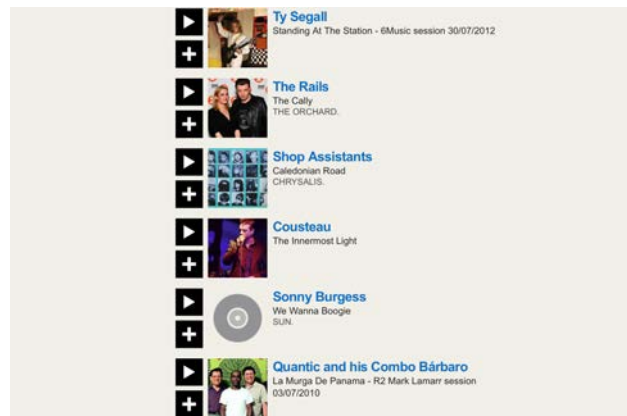 Ty Segall
Standing At The Station - 6Music session 30/07/2012
The Rails
The Cally
THE ORCHARD.
Shop Assistants
Caledonian Road
CHRYSALIS.
Cousteau
The Innermost Light
Sonny Burgess
We Wanna Boogie
SUN.
Quantic and his Combo Bárbaro
La Murga De Panama - R2 Mark Lamarr session
03/07/2010